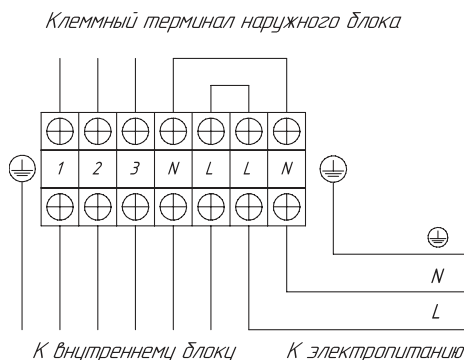 Клеммный терминал наружного блока
1 2 3 N L L N
N
L
К внутреннему блоку К электропитанию